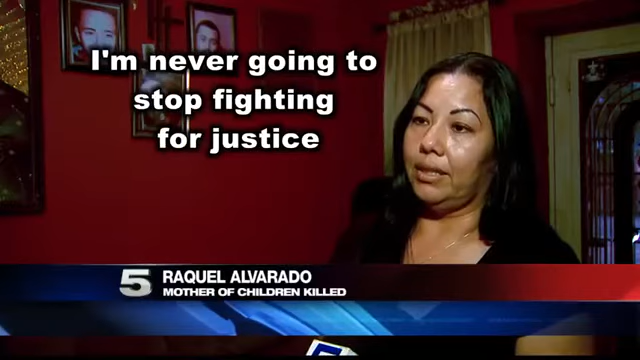 I'm never going to
stop fighting
for justice
5 RAQUEL ALVARADO
MOTHER OF CHILDREN KILLED